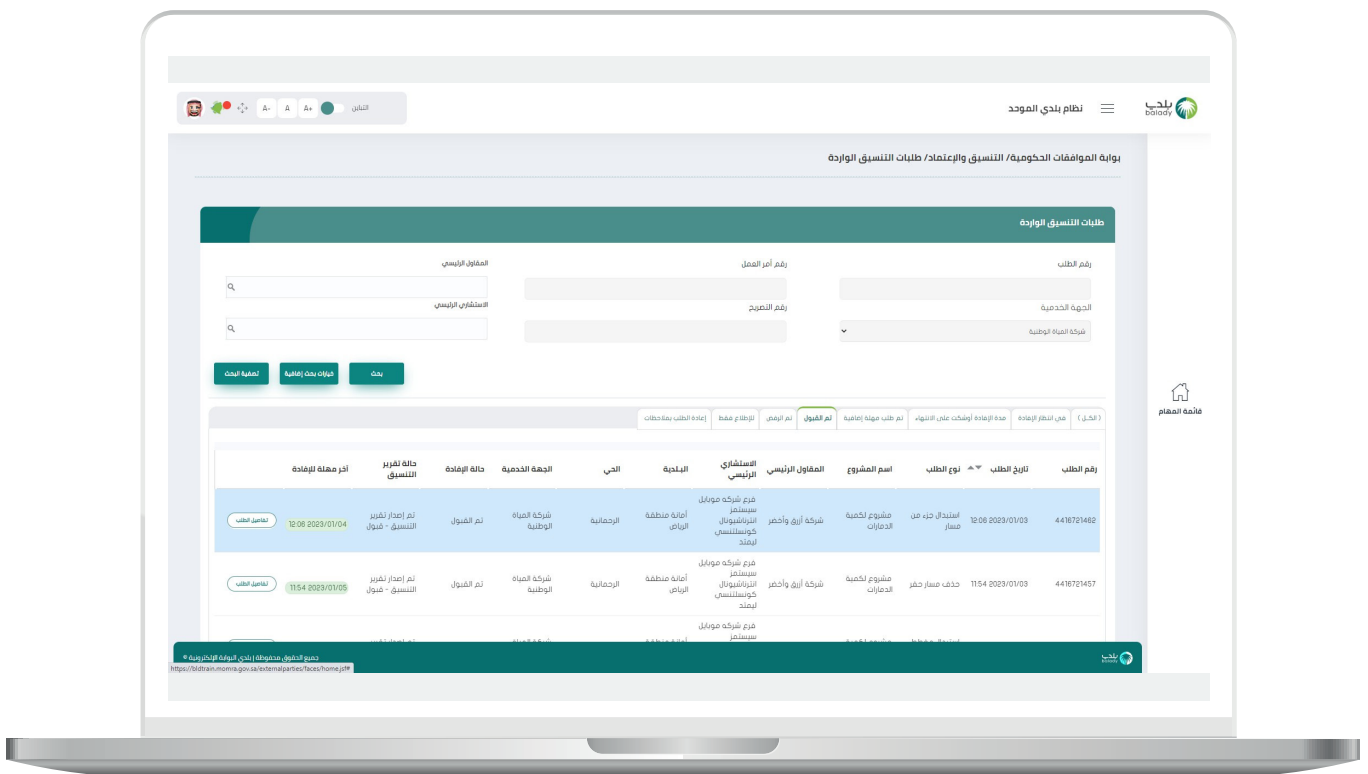 بلدي
balady
نظام بلدي الموحد
التباين
A+
A
A-
بوابة الموافقات الحكومية/ التنسيق والإعتماد/ طلبات التنسيق الواردة
طلبات التنسيق الواردة
رقم الطلب
رقم أمر العمل
المقاول الرئيسي
الجهة الخدمية
رقم التصريح
الاستشاري الرئيسي
شركة المياة الوطنية
بحث
خيارات بحث إضافية
تصفية البحث
قائمة المهام
( الكـل )
في انتظار الإفادة
مدة الإفادة أوشكت على الانتهاء
تم طلب مهلة إضافية
تم القبول
تم الرفض
للإطلاع فقط
إعادة الطلب بملاحظات
رقم الطلب
تاريخ الطلب
نوع الطلب
اسم المشروع
المقاول الرئيسي
الاستشاري
الرئيسي
البلدية
الحي
الجهة الخدمية
حالة الإفادة
حالة تقرير
التنسيق
أخر مهلة للإفادة
4416721462
12:06 2023/01/03
استبدال جزء من
مسار
مشروع لكمية
الدمارات
شركة أزرق وأخضر
فرع شركه موبايل
سيستمز
انترناشيونال
كونسلتنسي
ليمتد
أمانة منطقة
الرياض
الرحمانية
شركة المياة
الوطنية
تم القبول
تم إصدار تقرير
التنسيق - قبول
12:06 2023/01/04
تفاصيل الطلب
4416721457
11:54 2023/01/03
حذف مسار حفر
مشروع لكمية
الدمارات
شركة أزرق وأخضر
فرع شركه موبايل
سيستمز
انترناشيونال
كونسلتنسي
ليمتد
أمانة منطقة
الرياض
الرحمانية
شركة المياة
الوطنية
تم القبول
تم إصدار تقرير
التنسيق - قبول
11:54 2023/01/05
تفاصيل الطلب
فرع شركه موبايل
سيستمز
بلدي
balady
جميع الحقوق محفوظة | بلدي البوابة الإلكترونية ©
https://bldtrain.momra.gov.sa/externalparties/faces/home.jsf#